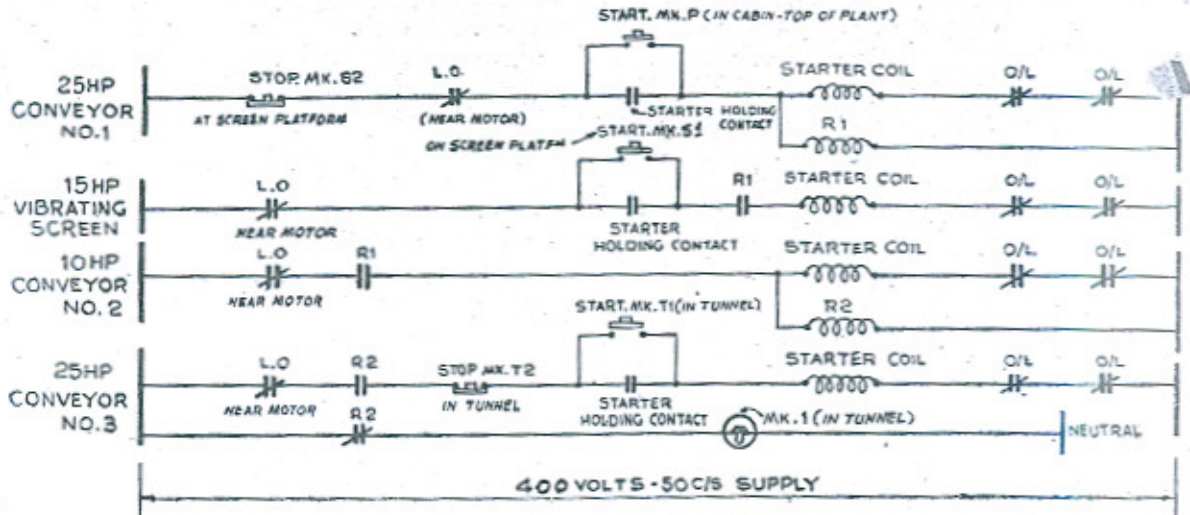 START. MK.P (IN CABIN-TOP OF PLANT)
25HP
CONVEYOR
NO.1
STOP. MK. S2
AT SCREEN PLATFORM
L.O.
(NEAR MOTOR)
STARTER HOLDING
CONTACT
STARTER COIL
R1
O/L
O/L
ON SCREEN PLATFM
START. MK.S1
15HP
VIBRATING
SCREEN
L.O
NEAR MOTOR
STARTER
HOLDING CONTACT
R1
STARTER COIL
O/L
O/L
10HP
CONVEYOR
NO. 2
L.O
NEAR MOTOR
R1
STARTER COIL
R2
O/L
O/L
START. MK. T1 (IN TUNNEL)
25HP
CONVEYOR
NO.3
L.O
NEAR MOTOR
R2
STOP MK. T2
IN TUNNEL
STARTER
HOLDING CONTACT
STARTER COIL
O/L
O/L
R2
MK.1 (IN TUNNEL)
NEUTRAL
400 VOLTS - 50C/S SUPPLY